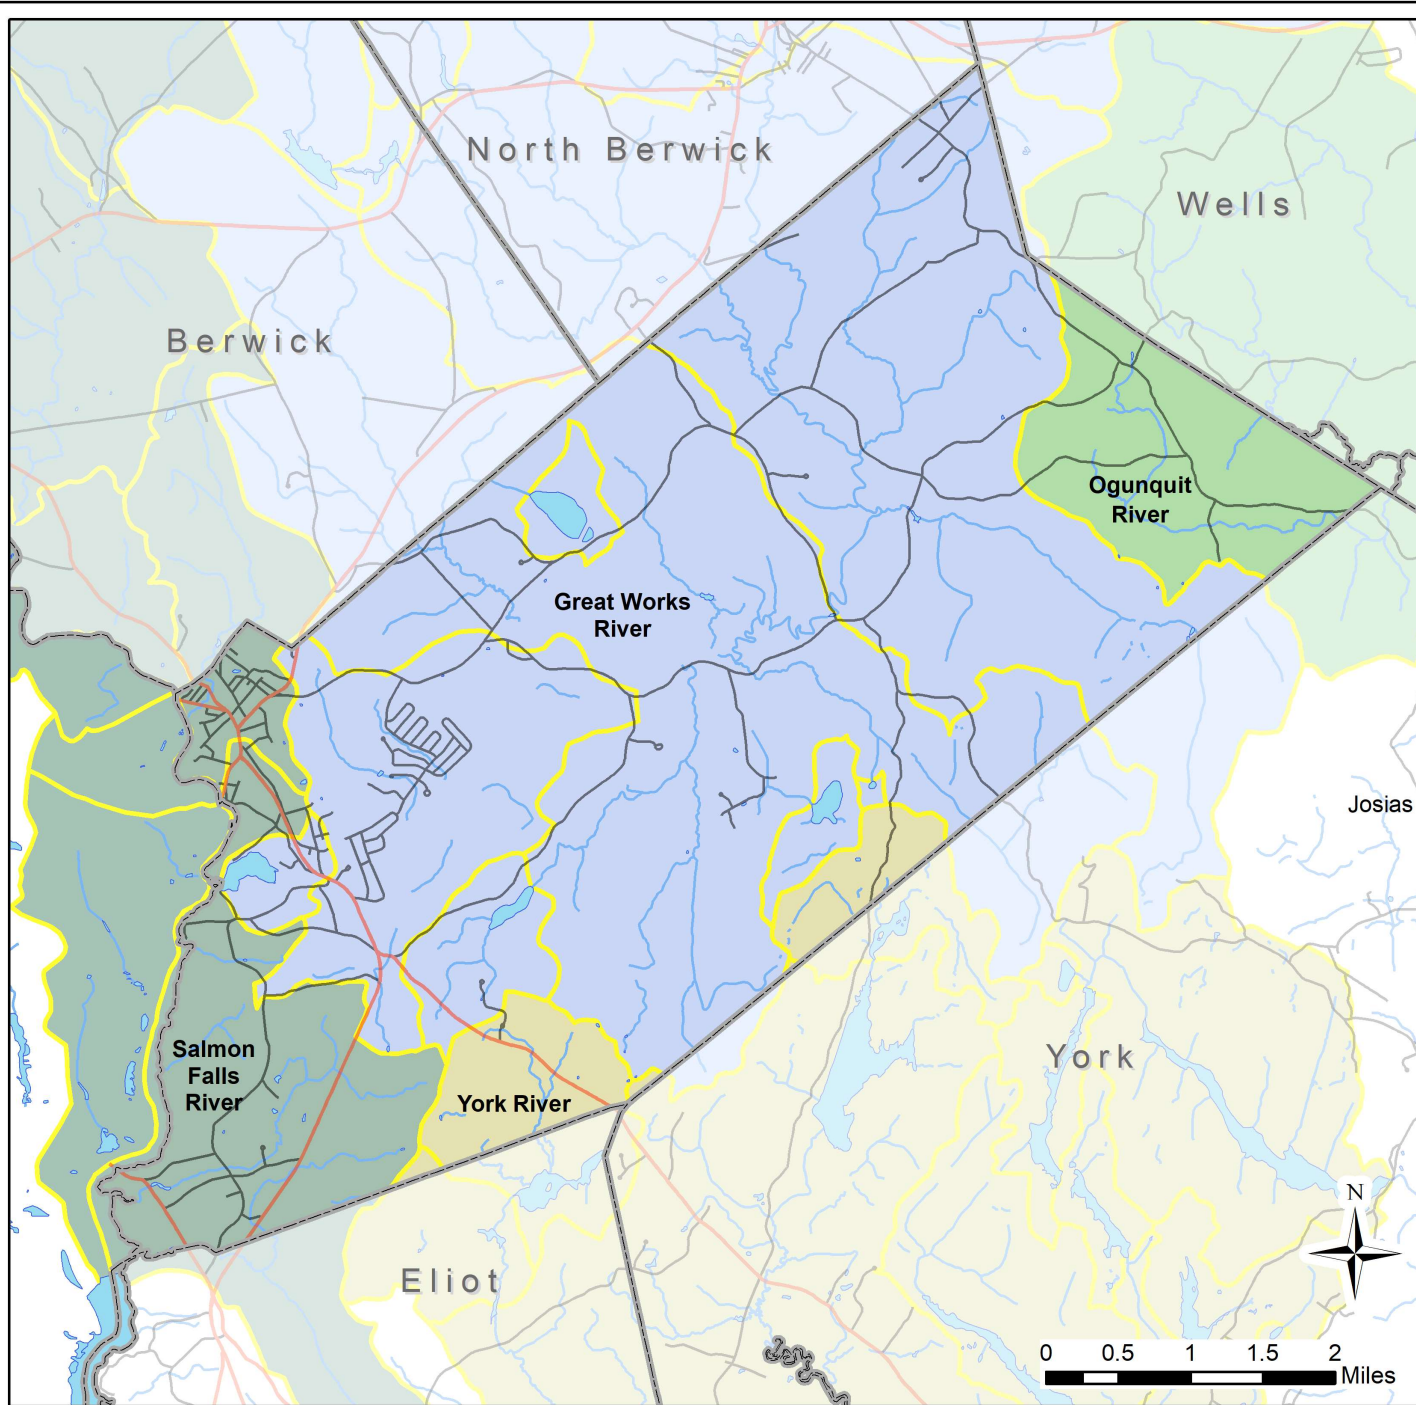 North Berwick
Wells
Berwick
Ogunquit
River
Great Works
River
Josias
Salmon
Falls
River
York River
York
N
Eliot
0 0.5 1 1.5 2
Miles